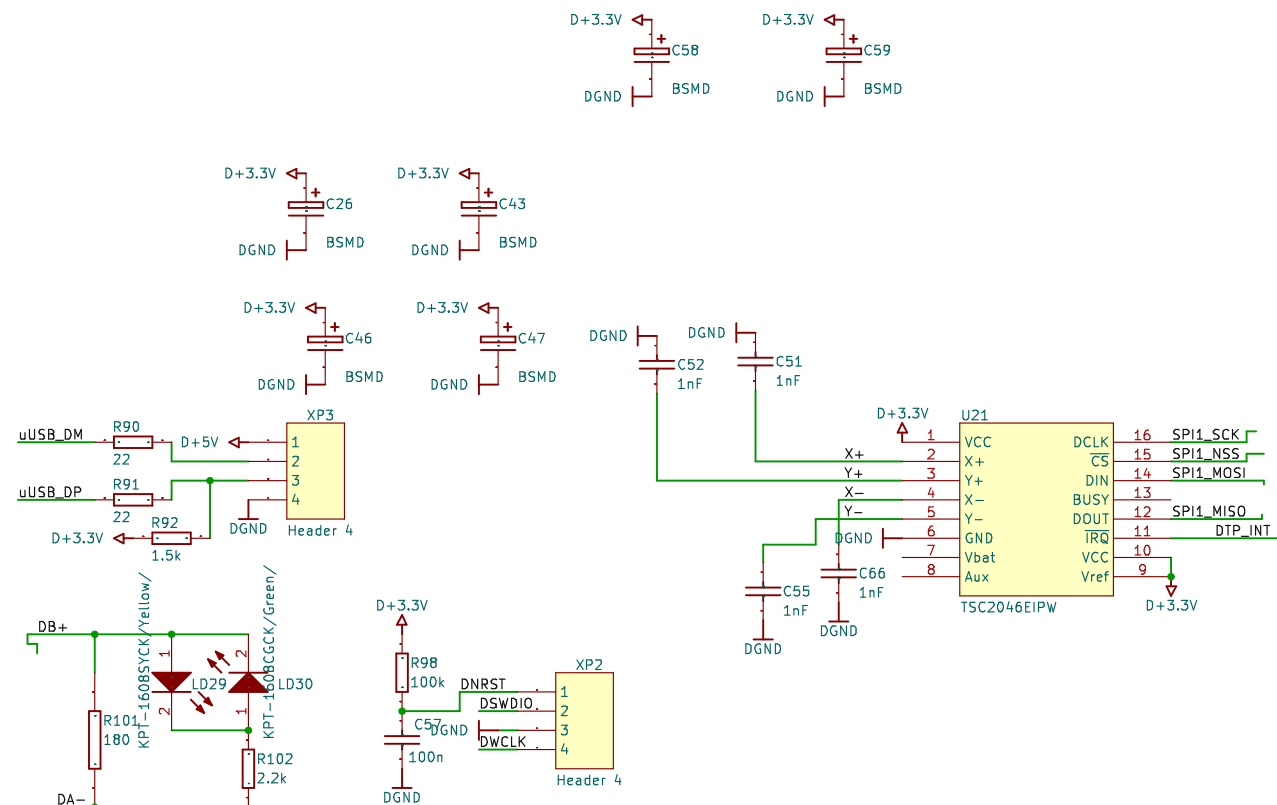 D+3.3V
C58
BSMD
DGND
D+3.3V
C59
BSMD
DGND
D+3.3V
C26
BSMD
DGND
D+3.3V
C43
BSMD
DGND
D+3.3V
C46
BSMD
DGND
D+3.3V
C47
BSMD
DGND
DGND
C52
1nF
DGND
C51
1nF
XP3
uUSB_DM
R90
22
D+5V
1
2
3
4
uUSB_DP
R91
22
DGND
Header 4
D+3.3V
R92
1.5k
D+3.3V
U21
1 VCC DCLK 16 SPI1_SCK
X+ 2 X+ CS 15 SPI1_NSS
Y+ 3 Y+ DIN 14 SPI1_MOSI
X- 4 X- BUSY 13
Y- 5 Y- DOUT 12 SPI1_MISO
DGND 6 GND IRQ 11 DTP_INT
7 Vbat VCC 10
8 Aux Vref 9
TSC2046EIPW
D+3.3V
C66
1nF
DGND
C55
1nF
DGND
DB+
KPT-1608SYCK/Yellow/
1
LD29
2
KPT-1608CGCK/Green/
2
LD30
1
R101
180
R102
2.2k
DA-
D+3.3V
R98
100k
C57
100n
DGND
XP2
DNRST 1
DSWDIO 2
DGND 3
DWCLK 4
Header 4